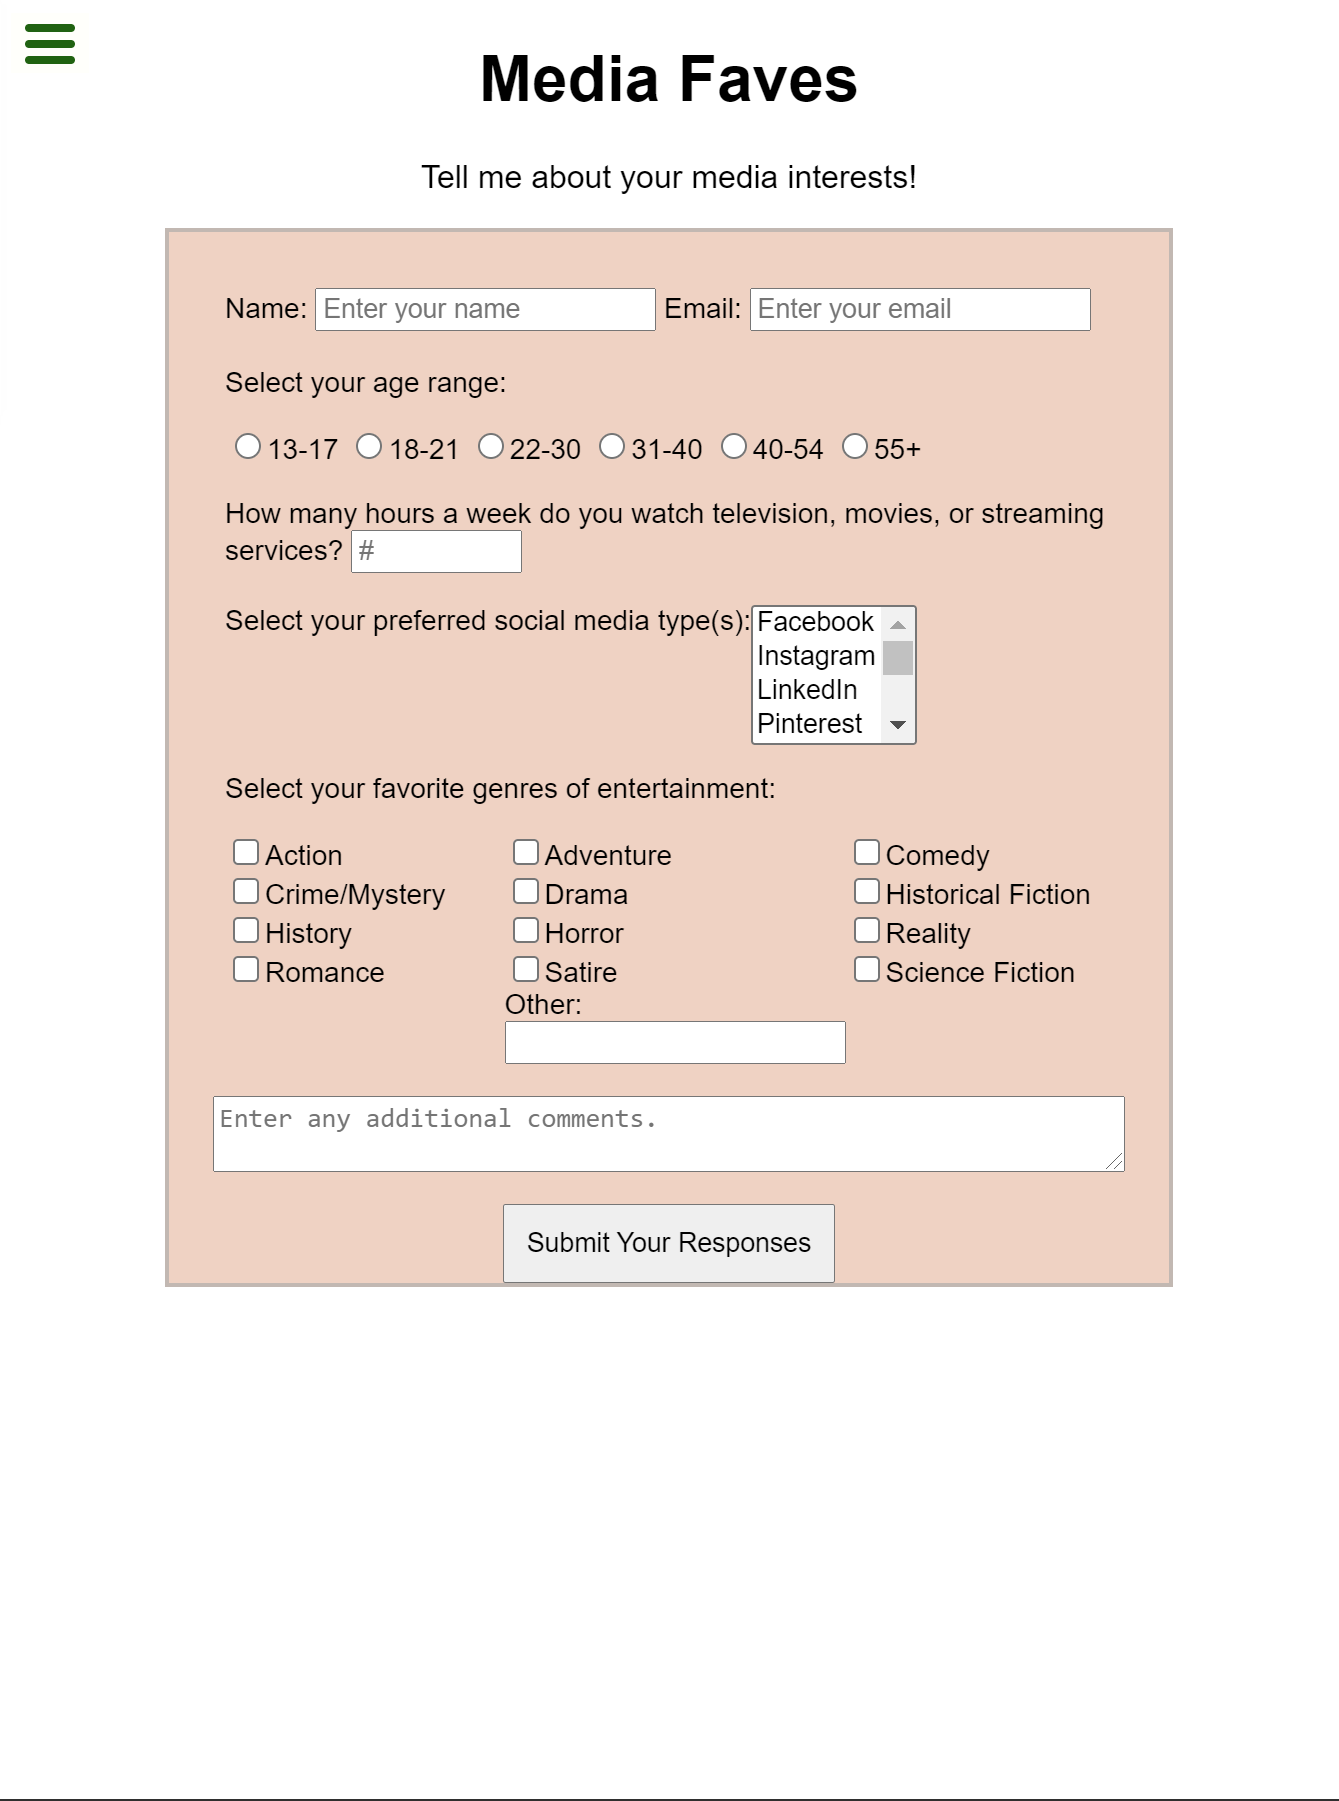 Media Faves
Tell me about your media interests!
Name: Enter your name Email: Enter your email
Select your age range:
13-17 18-21 22-30 31-40 40-54 55+
How many hours a week do you watch television, movies, or streaming
services? #
Select your preferred social media type(s): Facebook
Instagram
LinkedIn
Pinterest
Select your favorite genres of entertainment:
Action Adventure Comedy
Crime/Mystery Drama Historical Fiction
History Horror Reality
Romance Satire Science Fiction
Other:
Enter any additional comments.
Submit Your Responses